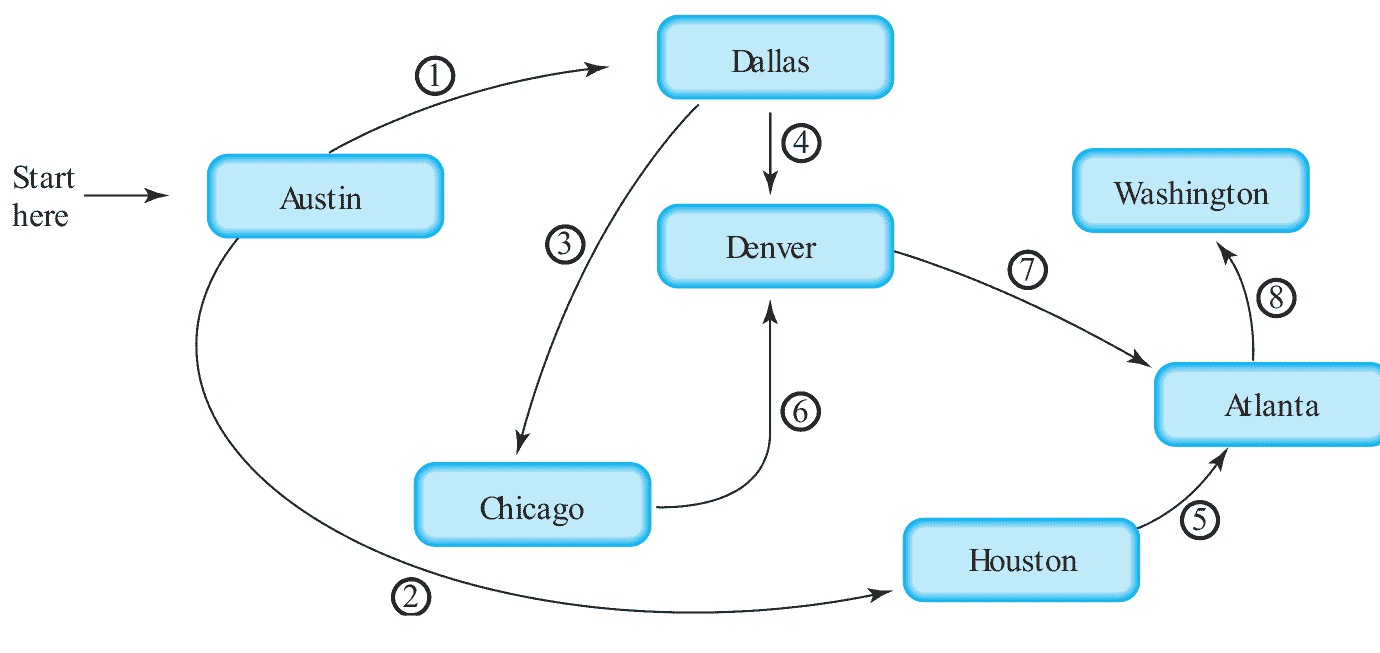 Dallas
1
4
Start
here
Austin
Washington
3
Denver
7
8
6
Atlanta
Chicago
5
Houston
2